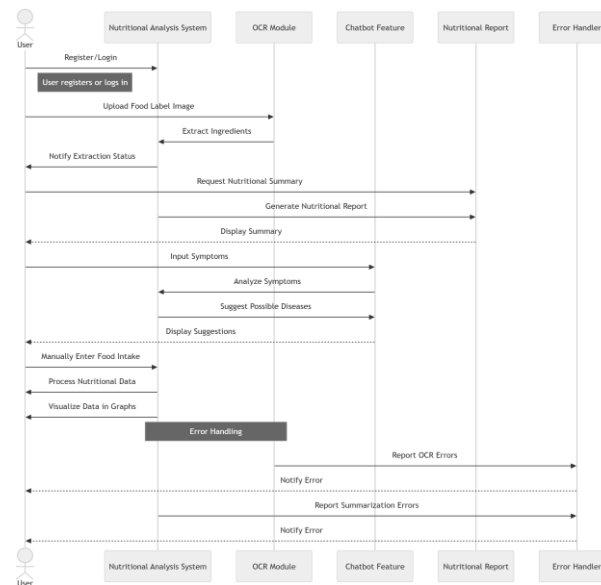 Nutritional Analysis System
OCR Module
Chatbot Feature
Nutritional Report
Error Handler
User
Register/Login
User registers or logs in
Upload Food Label Image
Extract Ingredients
Notify Extraction Status
Request Nutritional Summary
Generate Nutritional Report
Display Summary
Input Symptoms
Analyze Symptoms
Suggest Possible Diseases
Display Suggestions
Manually Enter Food Intake
Process Nutritional Data
Visualize Data in Graphs
Error Handling
Report OCR Errors
Notify Error
Report Summarization Errors
Notify Error
Nutritional Analysis System
OCR Module
Chatbot Feature
Nutritional Report
Error Handler
User